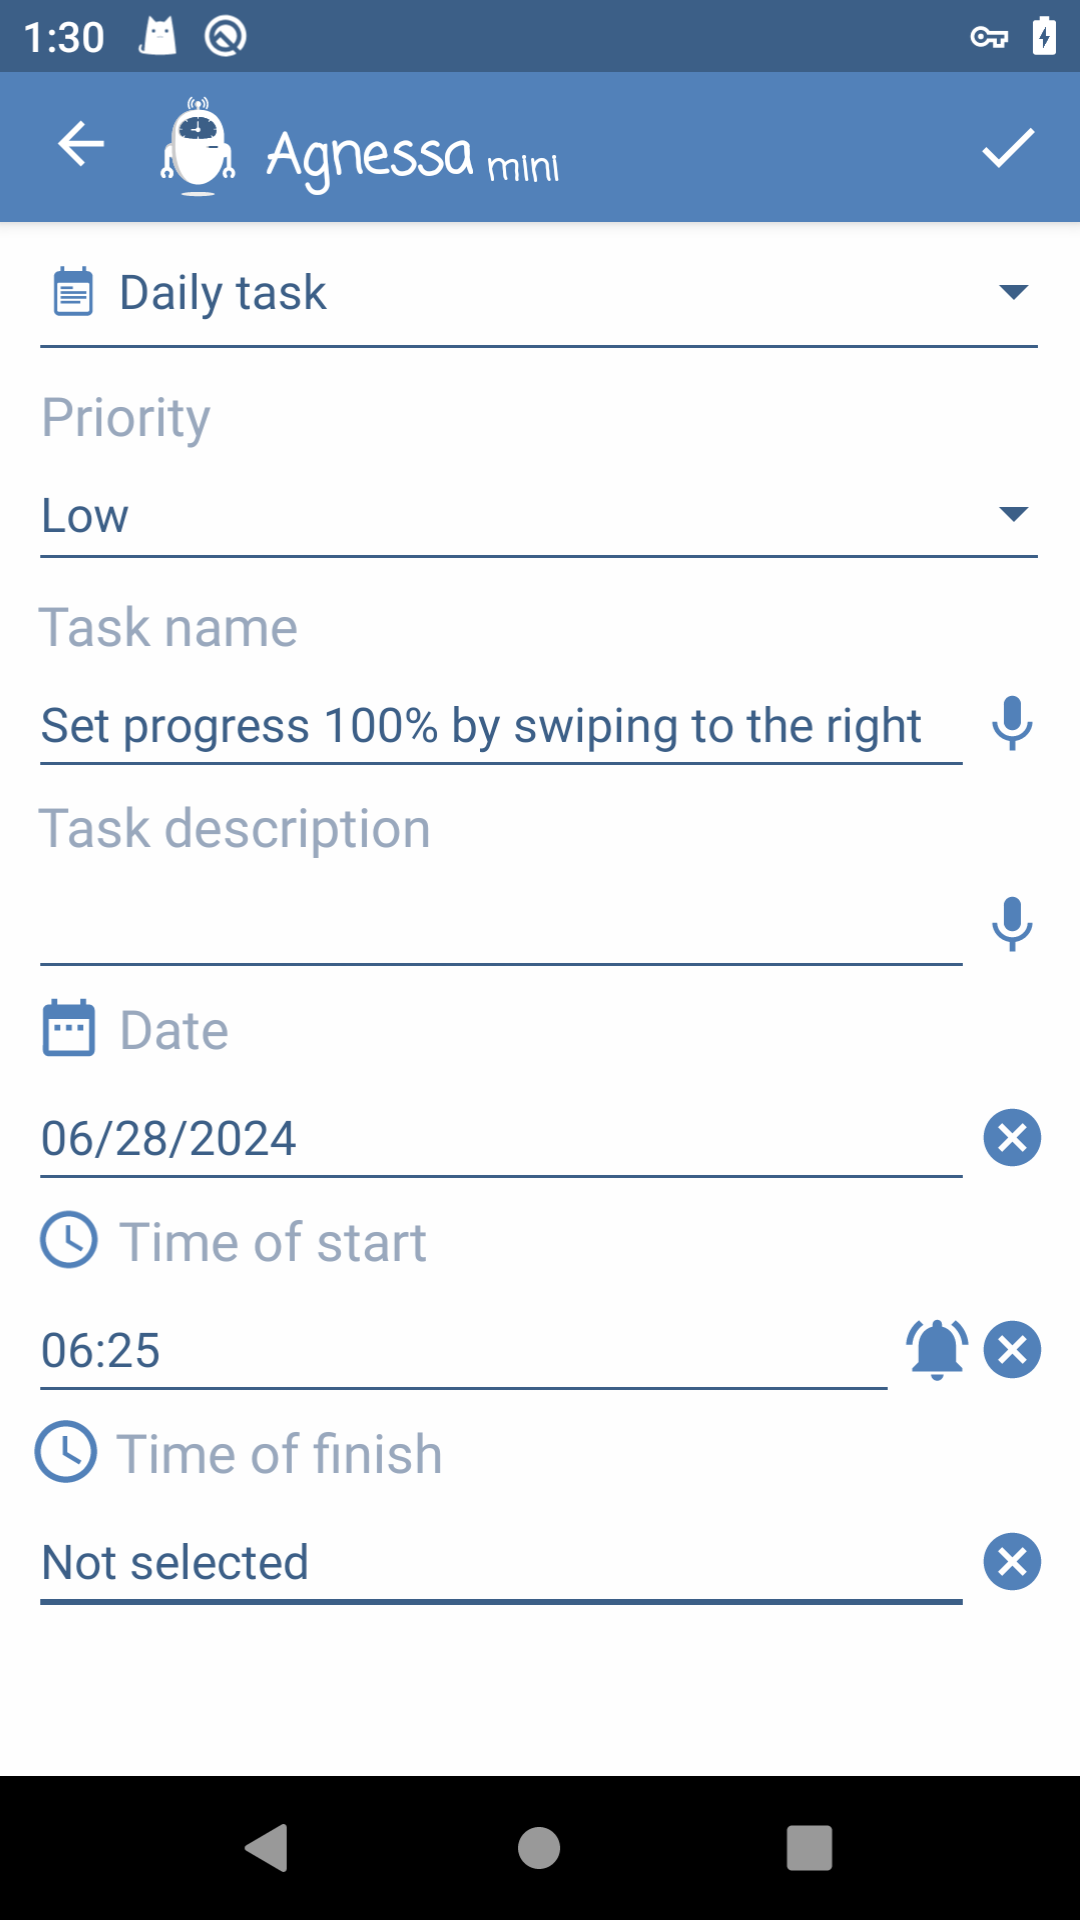 1:30
Agnessa mini
Daily task
Priority
Low
Task name
Set progress 100% by swiping to the right
Task description
Date
06/28/2024
Time of start
06:25
Time of finish
Not selected